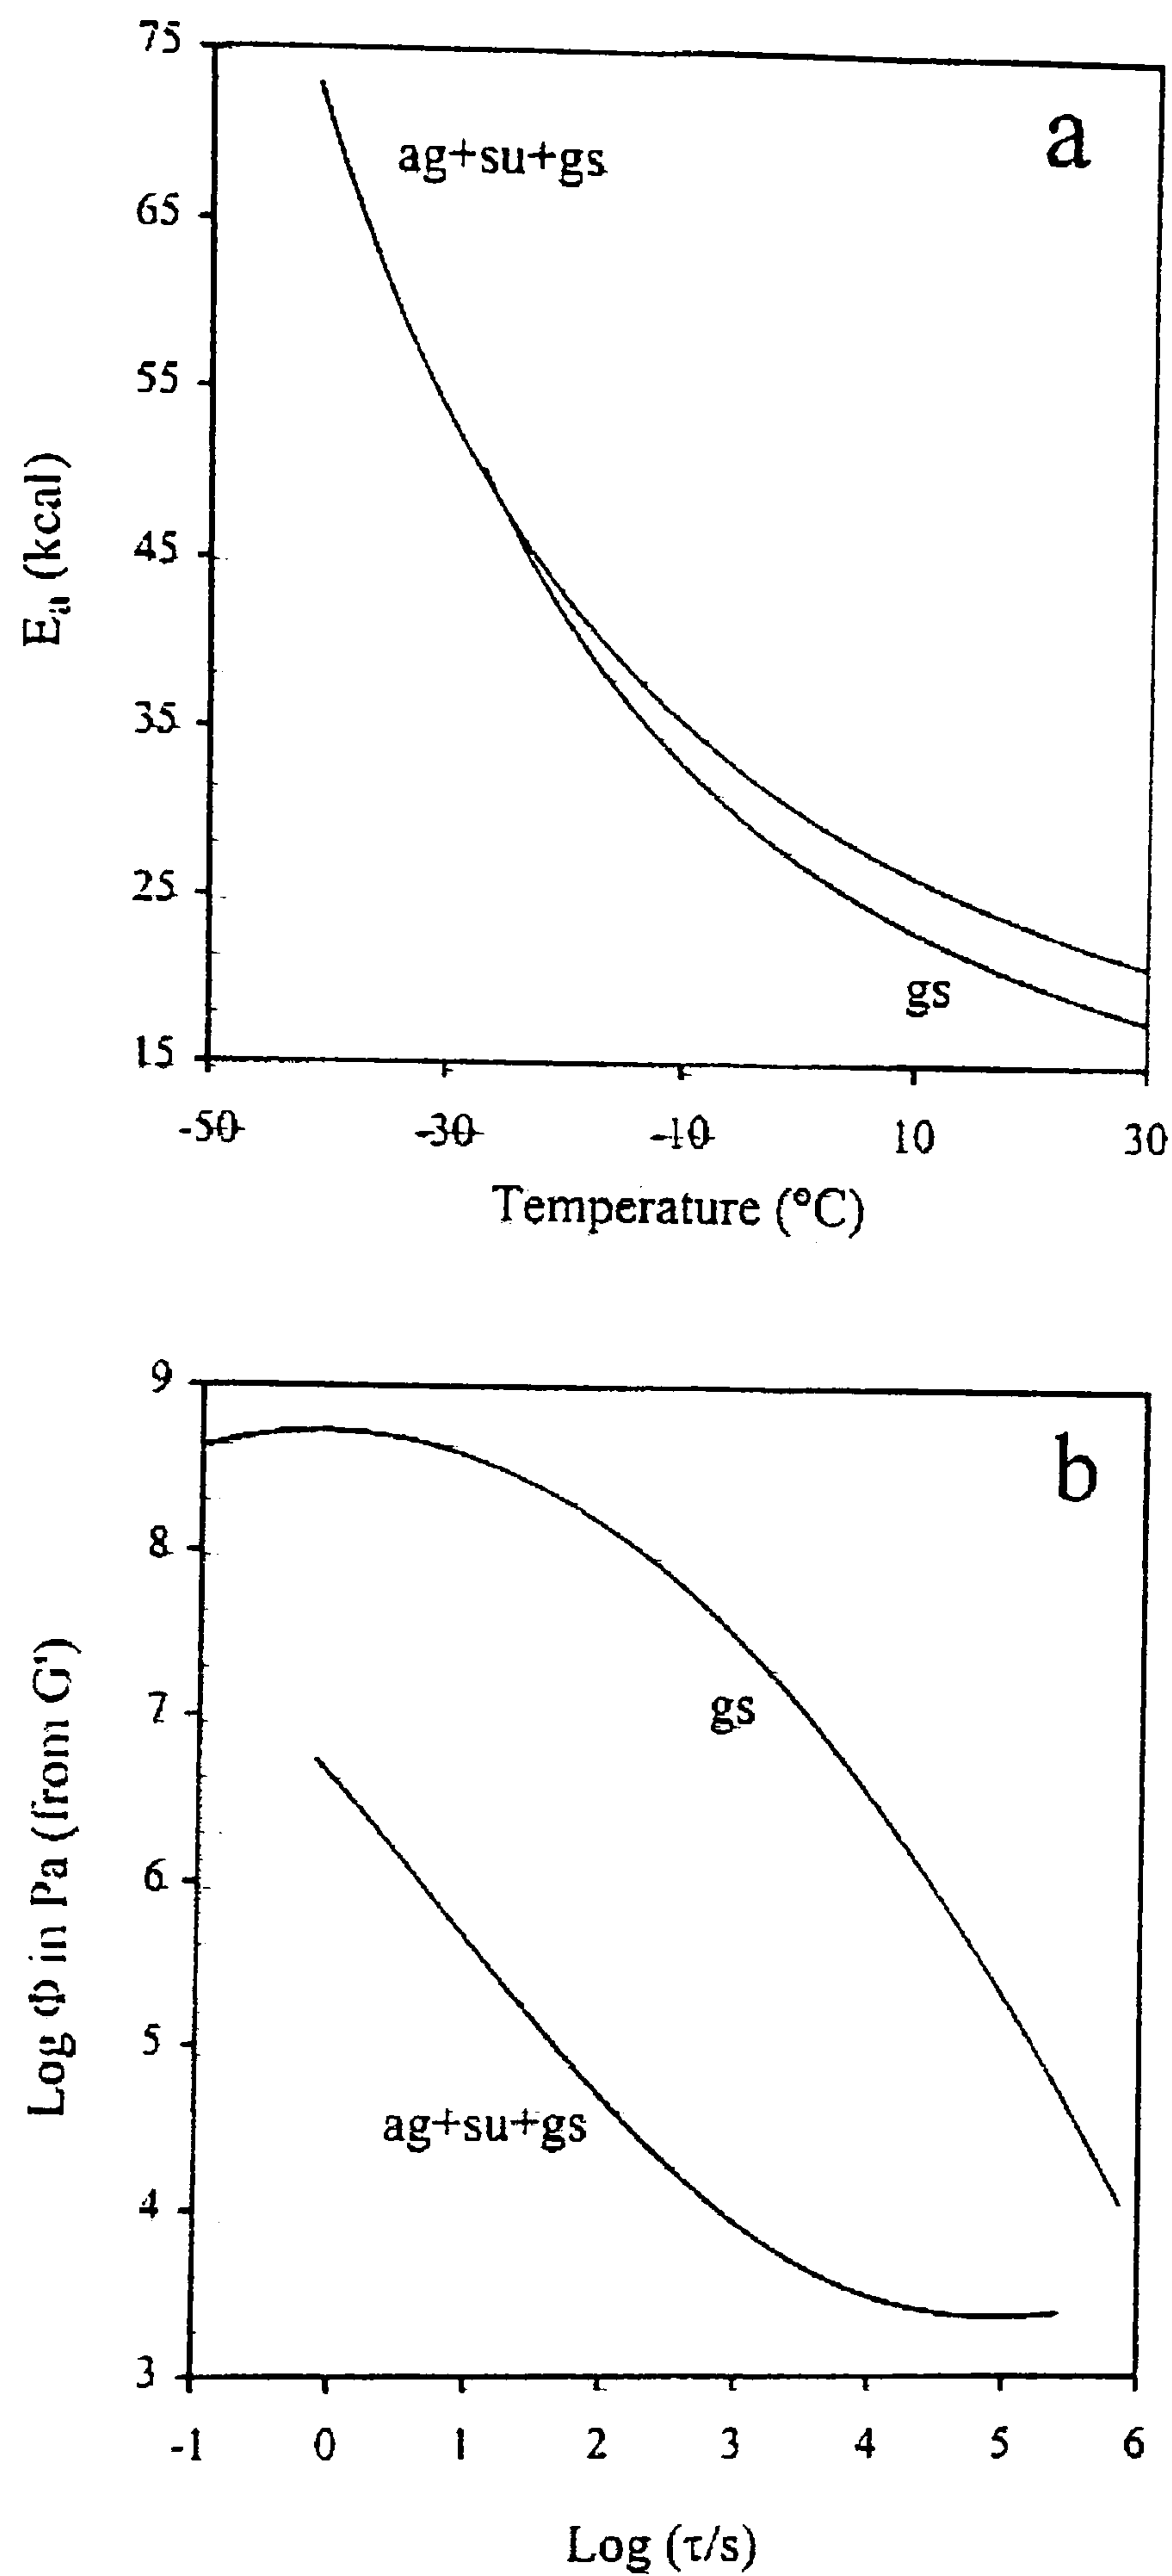 75
a
ag+su+gs
65
55
45
35
25
gs
15
-50 -30 -10 10 30
Eₐ (kcal)
Temperature (°C)
9
b
8
7
gs
6
5
ag+su+gs
4
3
-1 0 1 2 3 4 5 6
Log Φ in Pa (from G')
Log (τ/s)